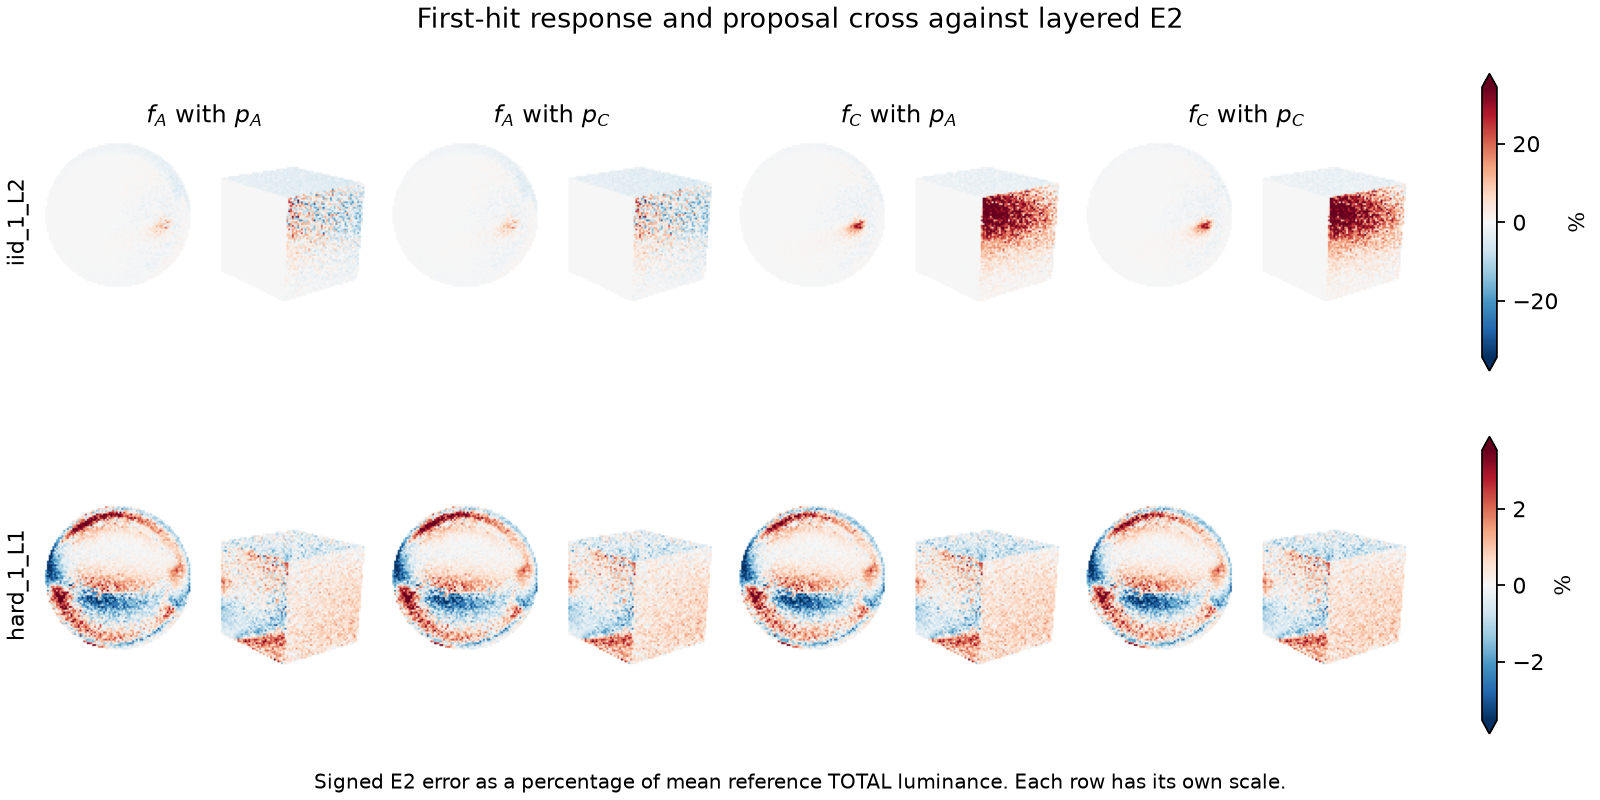 First-hit response and proposal cross against layered E2
f_A with p_A
f_A with p_C
f_C with p_A
f_C with p_C
iid_1_L2
20
0
−20
%
hard_1_L1
2
0
−2
%
Signed E2 error as a percentage of mean reference TOTAL luminance. Each row has its own scale.